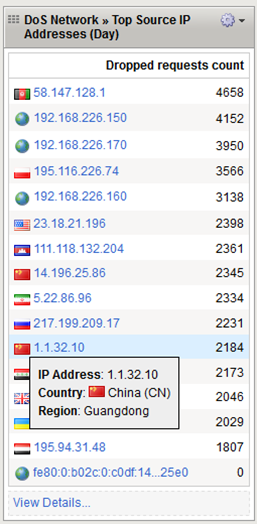 DoS Network » Top Source IP
Addresses (Day)
Dropped requests count
58.147.128.1 4658
192.168.226.150 4152
192.168.226.170 3950
195.116.226.74 3566
192.168.226.160 3138
23.18.21.196 2398
111.118.132.204 2361
14.196.25.86 2345
5.22.86.96 2334
217.199.209.17 2231
1.1.32.10 2184
2173
2046
2029
IP Address: 1.1.32.10
Country: China (CN)
Region: Guangdong
195.94.31.48 1807
fe80:0:b02c:0:c0df:14...25e0 0
View Details...